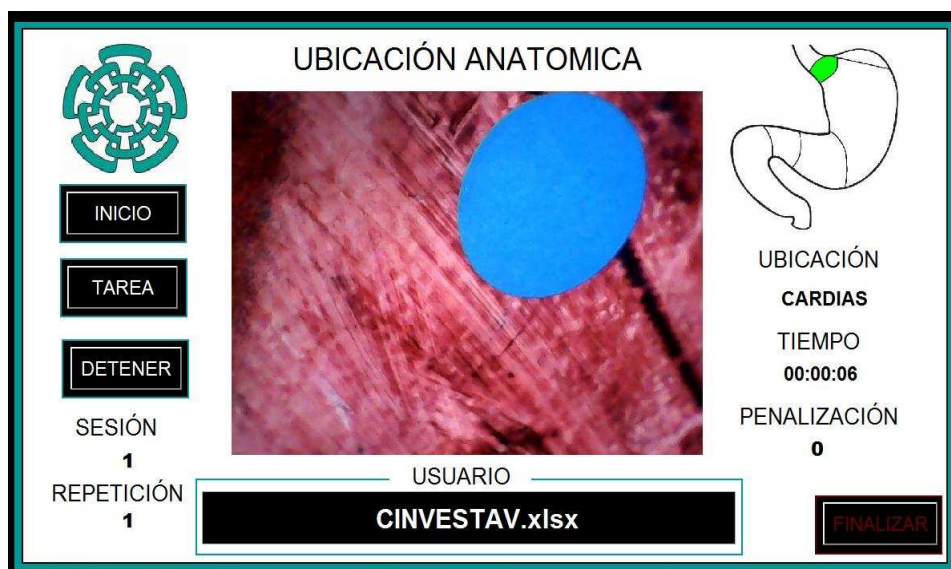 UBICACIÓN ANATOMICA
INICIO
TAREA
DETENER
SESIÓN
1
REPETICIÓN
1
UBICACIÓN
CARDIAS
TIEMPO
00:00:06
PENALIZACIÓN
0
USUARIO
CINVESTAV.xlsx
FINALIZAR